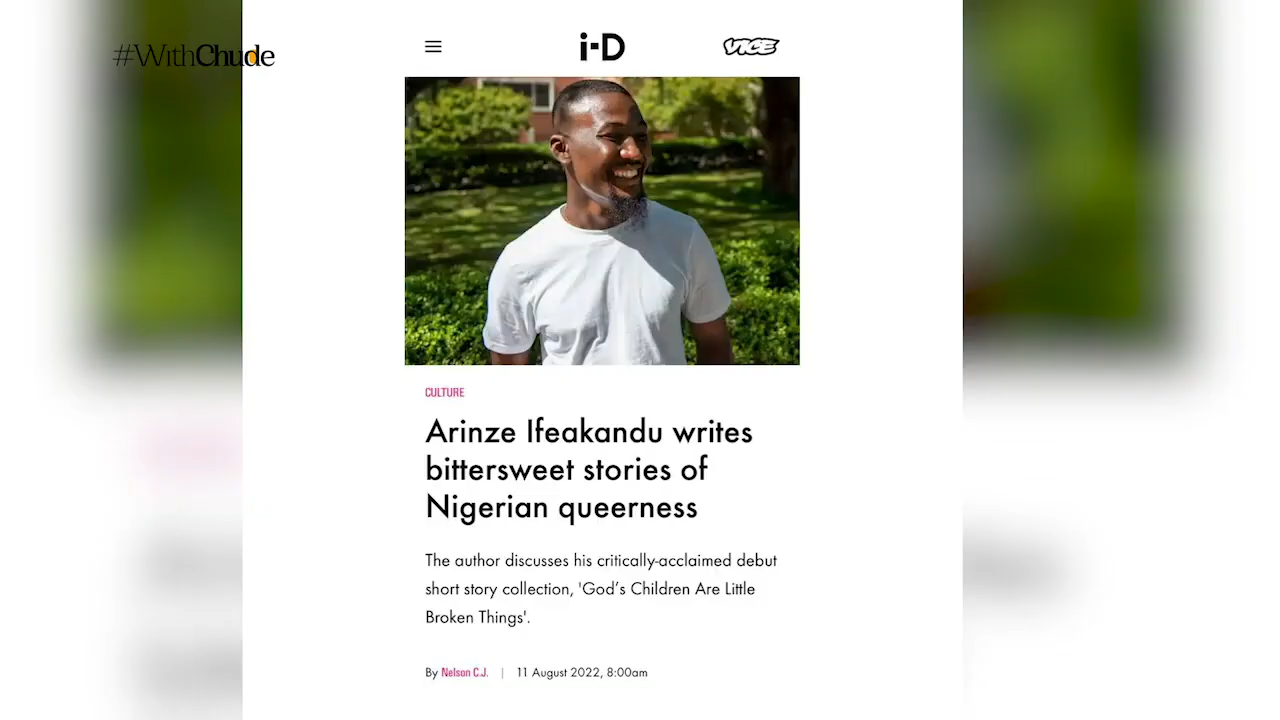 #WithChude
i-D
VICE
CULTURE
Arinze Ifeakandu writes
bittersweet stories of
Nigerian queerness
The author discusses his critically-acclaimed debut
short story collection, 'God’s Children Are Little
Broken Things'.
By Nelson C.J. | 11 August 2022, 8:00am